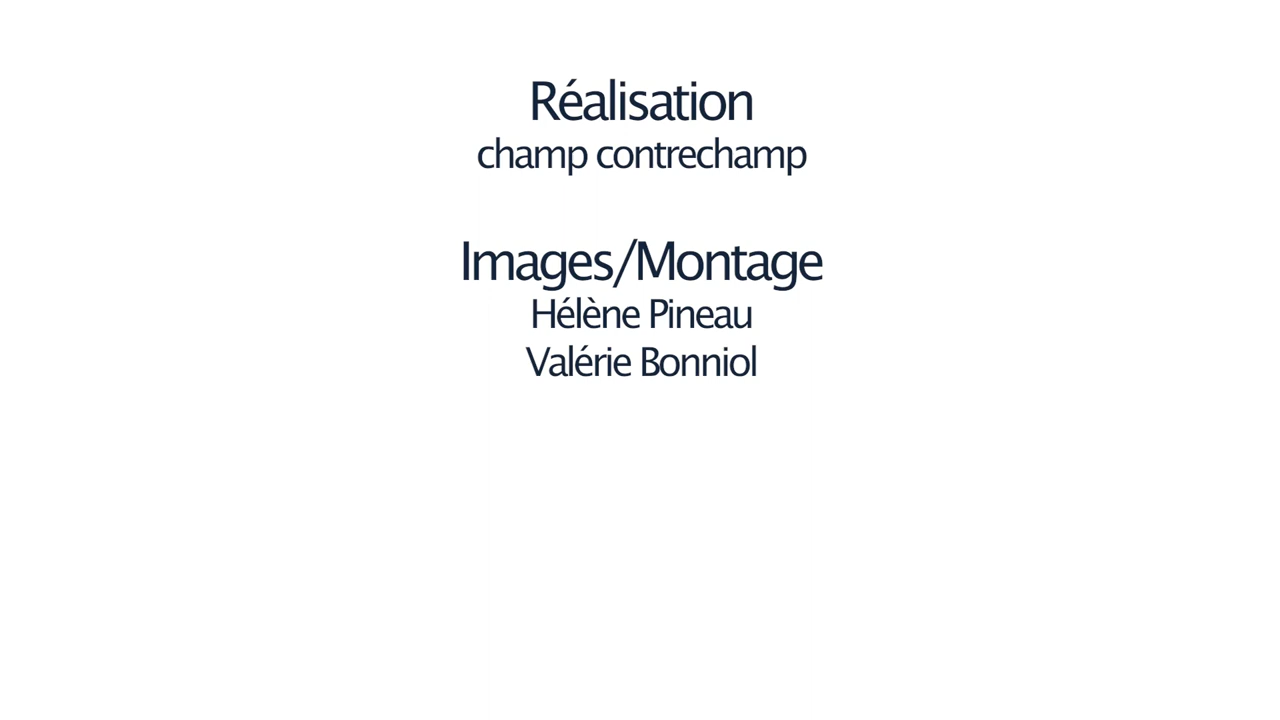 Réalisation
champ contrechamp
Images/Montage
Hélène Pineau
Valérie Bonniol